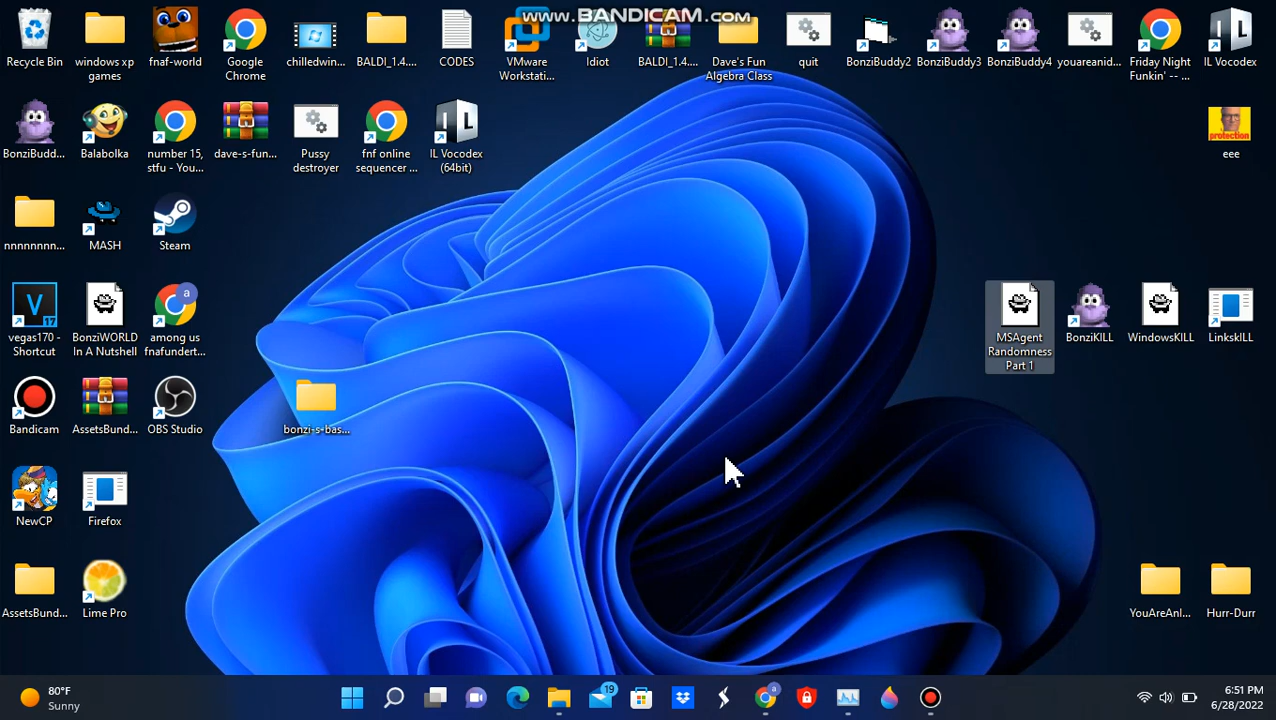 www.BANDICAM.com
Recycle Bin
windows xp
games
fnaf-world
Google
Chrome
chilledwin...
BALDI_1.4....
CODES
VMware
Workstati...
Idiot
BALDI_1.4....
Dave's Fun
Algebra Class
quit
BonziBuddy2
BonziBuddy3
BonziBuddy4
youareanid...
Friday Night
Funkin' -- ...
IL Vocodex
BonziBudd...
Balabolka
number 15,
stfu - You...
dave-s-fun...
Pussy
destroyer
fnf online
sequencer ...
IL Vocodex
(64bit)
protection
eee
nnnnnnnn...
MASH
Steam
vegas170 -
Shortcut
BonziWORLD
In A Nutshell
among us
fnafundert...
MSAgent
Randomness
Part 1
BonziKILL
WindowsKILL
LinkskILL
Bandicam
AssetsBund...
OBS Studio
bonzi-s-bas...
NewCP
Firefox
AssetsBund...
Lime Pro
YouAreAnI...
Hurr-Durr
80°F
Sunny
19
6:31 PM
6/28/2022